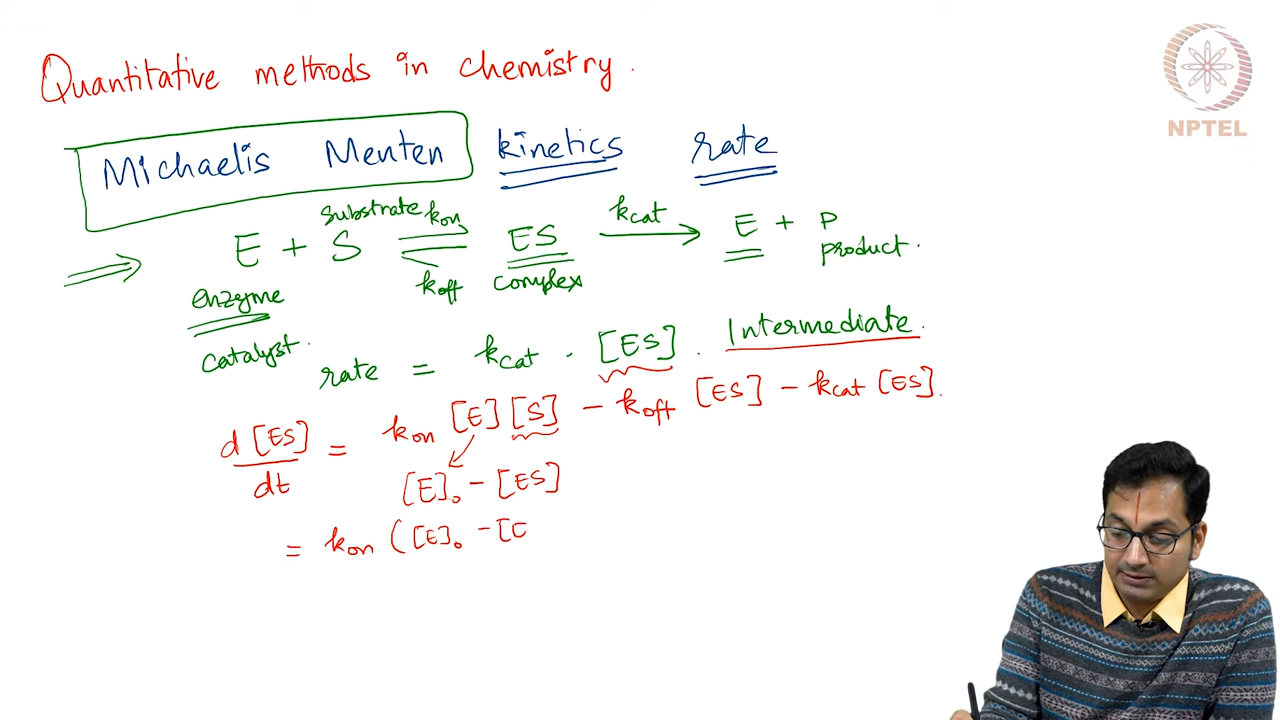 Quantitative methods in chemistry.
NPTEL
Michaelis Menten kinetics rate
substrate kon kcat
E + S ⇌ ES → E + P
koff complex product.
enzyme
catalyst.
rate = kcat · [ES]. Intermediate.
d[ES]/dt = kon [E][S] - koff [ES] - kcat [ES].
[E]₀ - [ES]
= kon ([E]₀ - [E